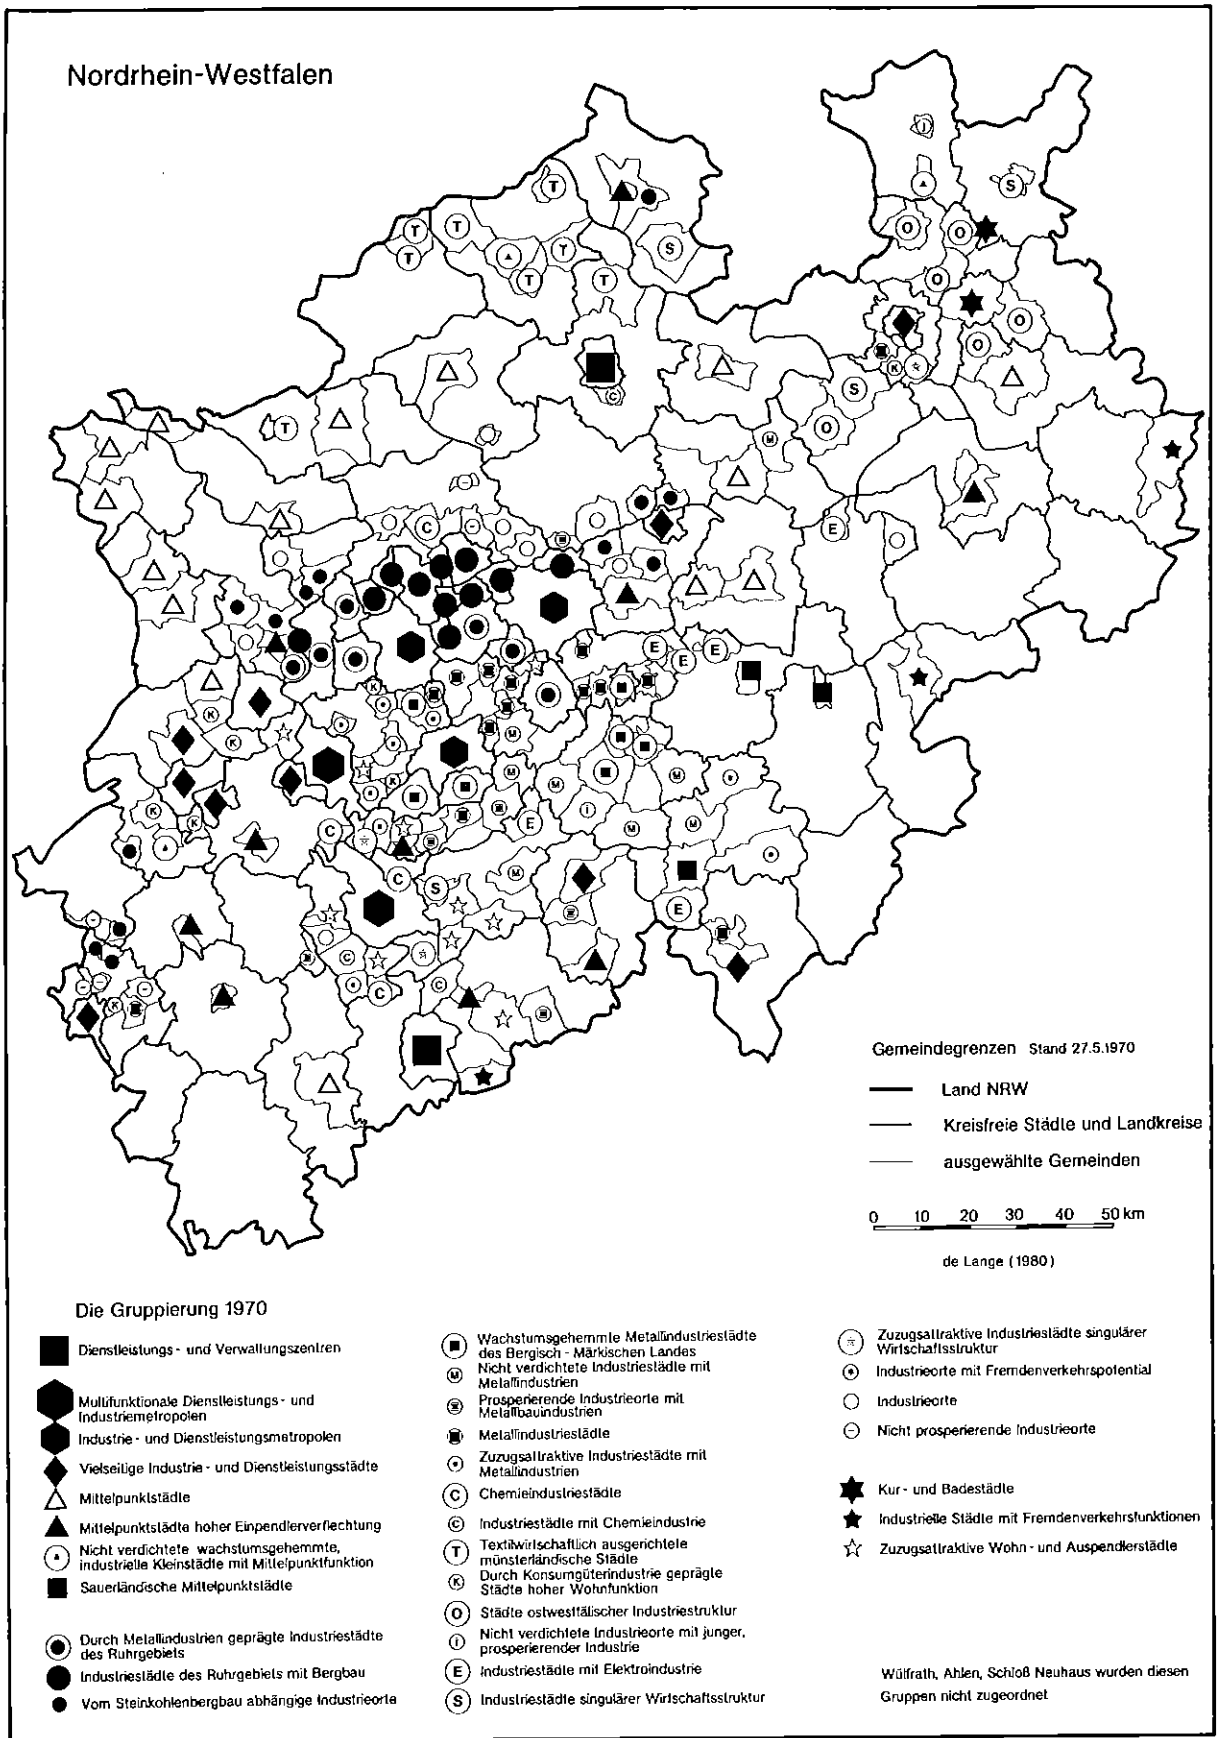 Nordrhein-Westfalen
Gemeindegrenzen Stand 27.5.1970
Land NRW
Kreisfreie Städte und Landkreise
ausgewählte Gemeinden
0 10 20 30 40 50 km
de Lange (1980)
Die Gruppierung 1970
Dienstleistungs- und Verwaltungszentren
Multifunktionale Dienstleistungs- und
Industriemetropolen
Industrie- und Dienstleistungsmetropolen
Vielseitige Industrie- und Dienstleistungsstädte
Mittelpunktstädte
Mittelpunktstädte hoher Einpendlerverflechtung
Nicht verdichtete wachstumsgehemmte,
industrielle Kleinstädte mit Mittelpunktfunktion
Sauerländische Mittelpunktstädte
Durch Metallindustrien geprägte Industriestädte
des Ruhrgebiets
Industriestädte des Ruhrgebiets mit Bergbau
Vom Steinkohlenbergbau abhängige Industrieorte
Wachstumsgehemmte Metallindustriestädte
des Bergisch-Märkischen Landes
M Nicht verdichtete Industriestädte mit
Metallindustrien
Prosperierende Industrieorte mit
Metallbauindustrien
Metallindustriestädte
Zuzugsattraktive Industriestädte mit
Metallindustrien
C Chemieindustriestädte
C Industriestädte mit Chemieindustrie
T Textilwirtschaftlich ausgerichtete
münsterländische Städte
K Durch Konsumgüterindustrie geprägte
Städte hoher Wohnfunktion
O Städte ostwestfälischer Industriestruktur
I Nicht verdichtete Industrieorte mit junger,
prosperierender Industrie
E Industriestädte mit Elektroindustrie
S Industriestädte singulärer Wirtschaftsstruktur
Zuzugsattraktive Industriestädte singulärer
Wirtschaftsstruktur
Industrieorte mit Fremdenverkehrspotential
Industrieorte
Nicht prosperierende Industrieorte
Kur- und Badestädte
Industrielle Städte mit Fremdenverkehrsfunktionen
Zuzugsattraktive Wohn- und Auspendlerstädte
Wülfrath, Ahlen, Schloß Neuhaus wurden diesen
Gruppen nicht zugeordnet